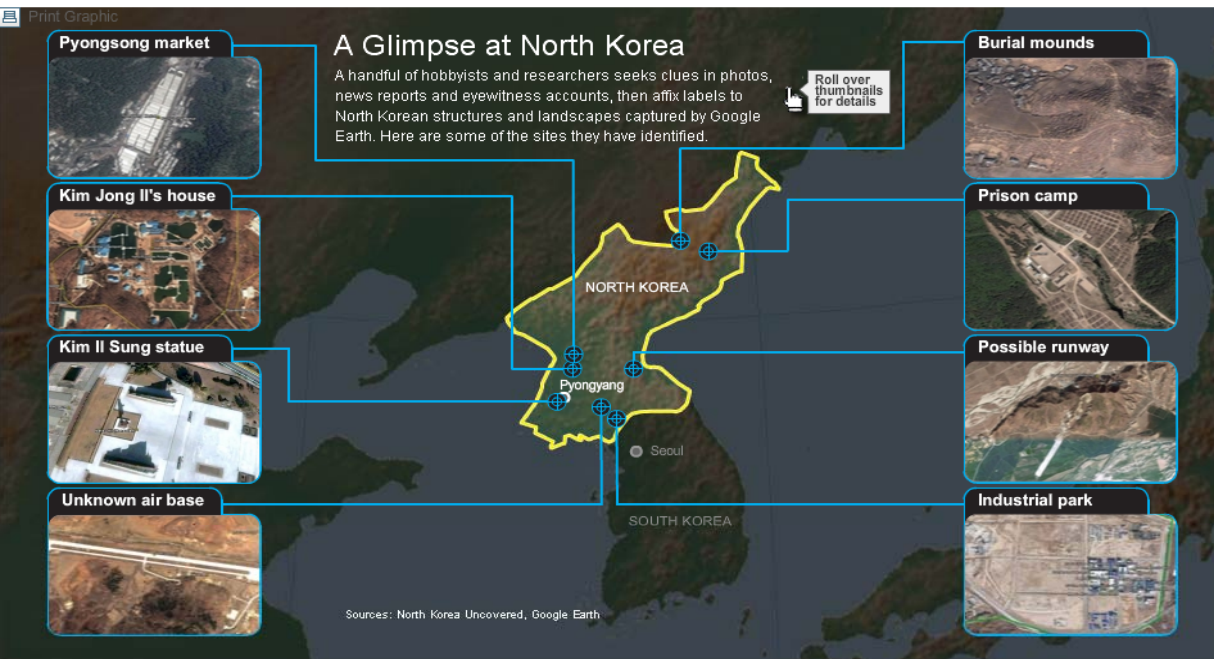 Print Graphic
A Glimpse at North Korea
A handful of hobbyists and researchers seeks clues in photos,
news reports and eyewitness accounts, then affix labels to
North Korean structures and landscapes captured by Google
Earth. Here are some of the sites they have identified.
Roll over
thumbnails
for details
Pyongsong market
Kim Jong Il's house
Kim Il Sung statue
Unknown air base
Burial mounds
Prison camp
Possible runway
Industrial park
NORTH KOREA
Pyongyang
Seoul
SOUTH KOREA
Sources: North Korea Uncovered, Google Earth